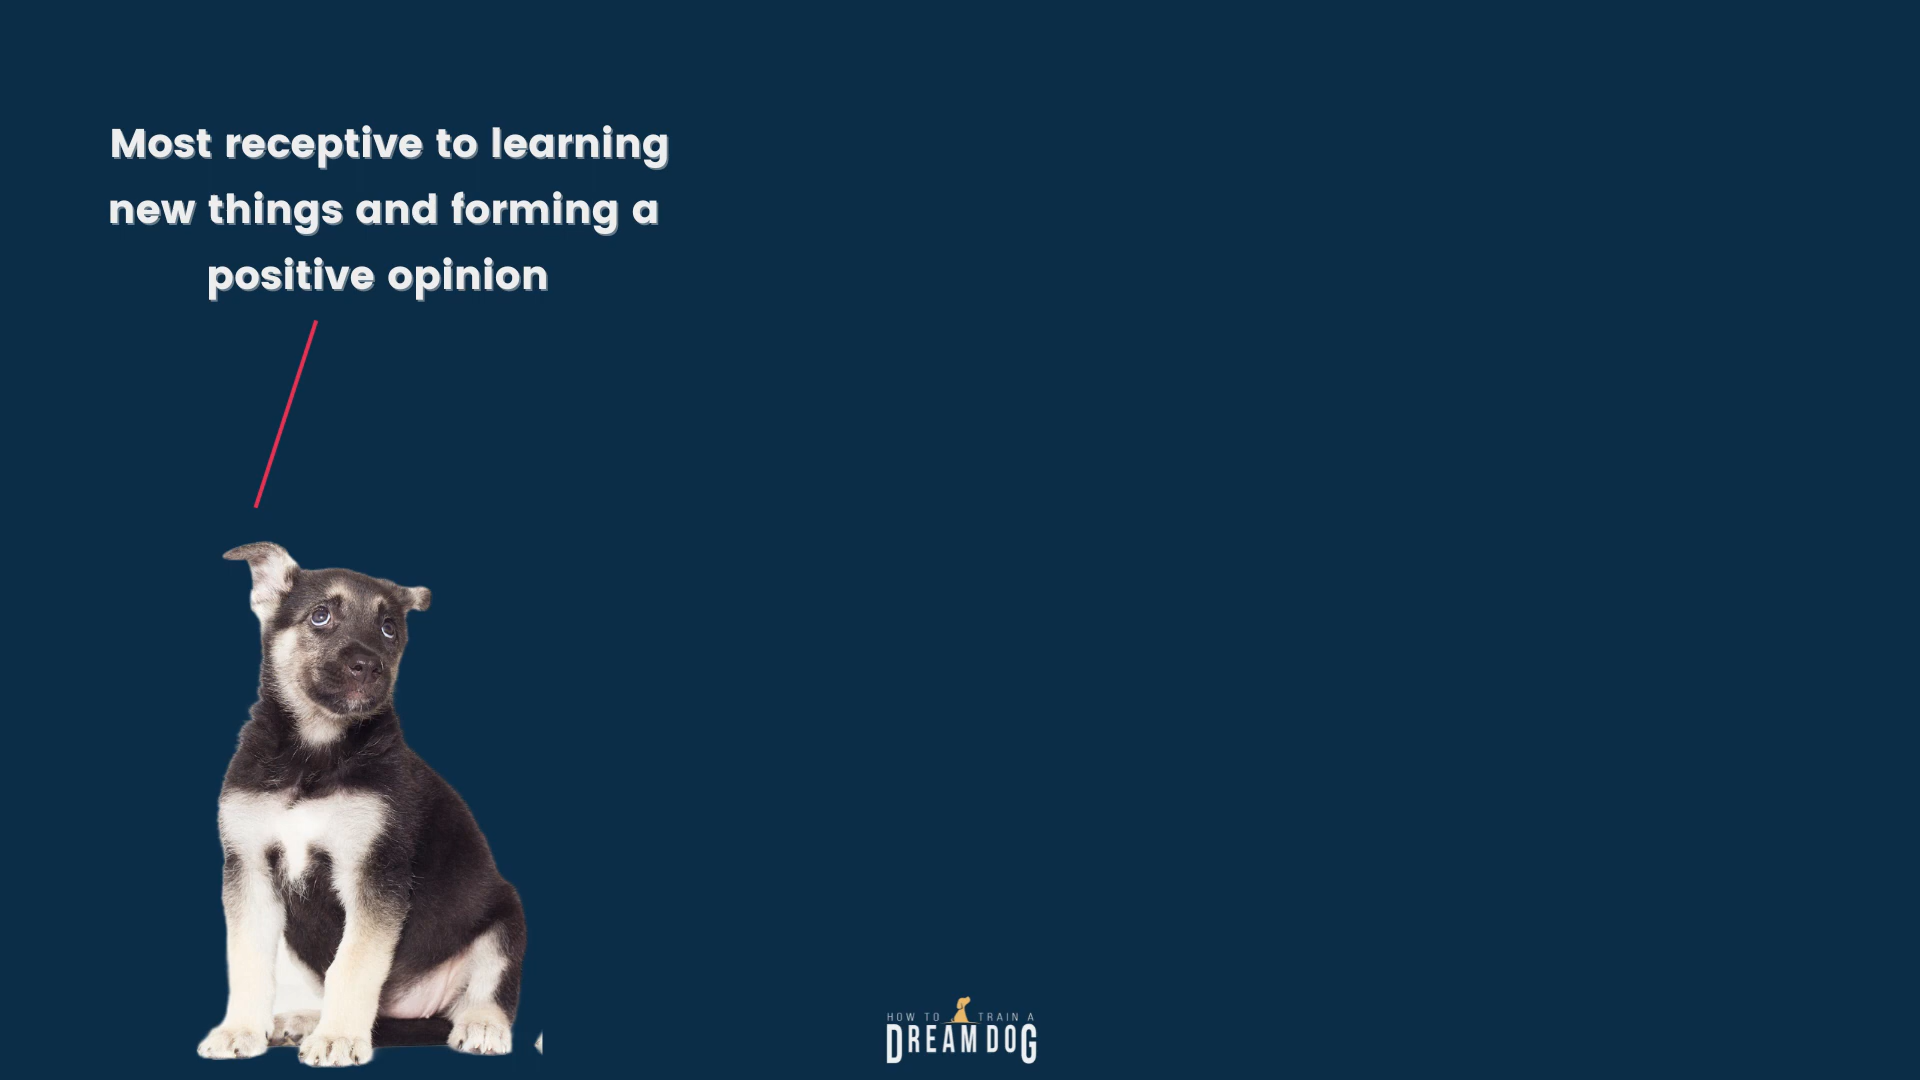 Most receptive to learning
new things and forming a
positive opinion
HOW TO TRAIN A
DREAM DOG